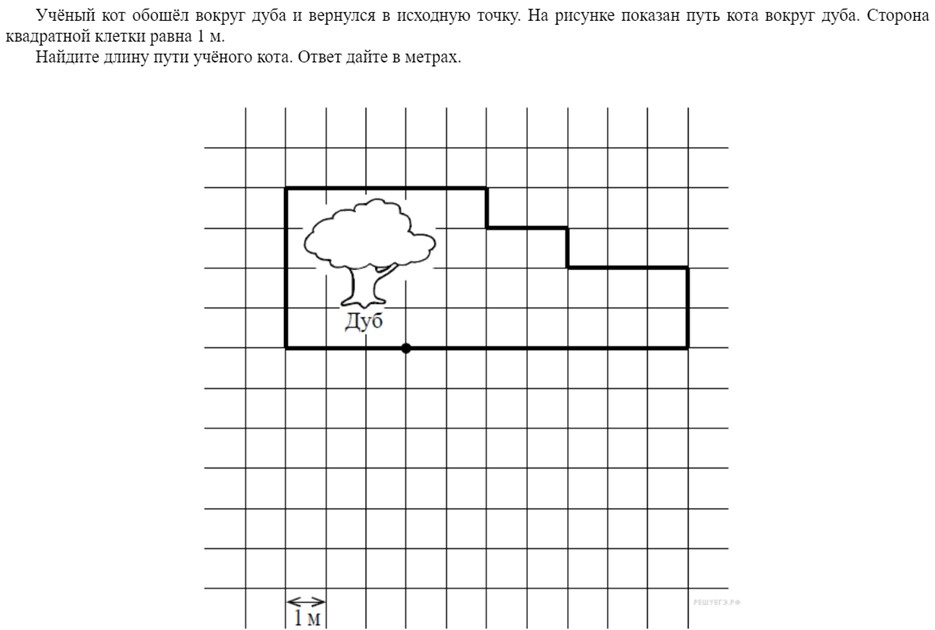 Учёный кот обошёл вокруг дуба и вернулся в исходную точку. На рисунке показан путь кота вокруг дуба. Сторона
квадратной клетки равна 1 м.
Найдите длину пути учёного кота. Ответ дайте в метрах.
Дуб
1 м
РЕШУЕГЭ.РФ